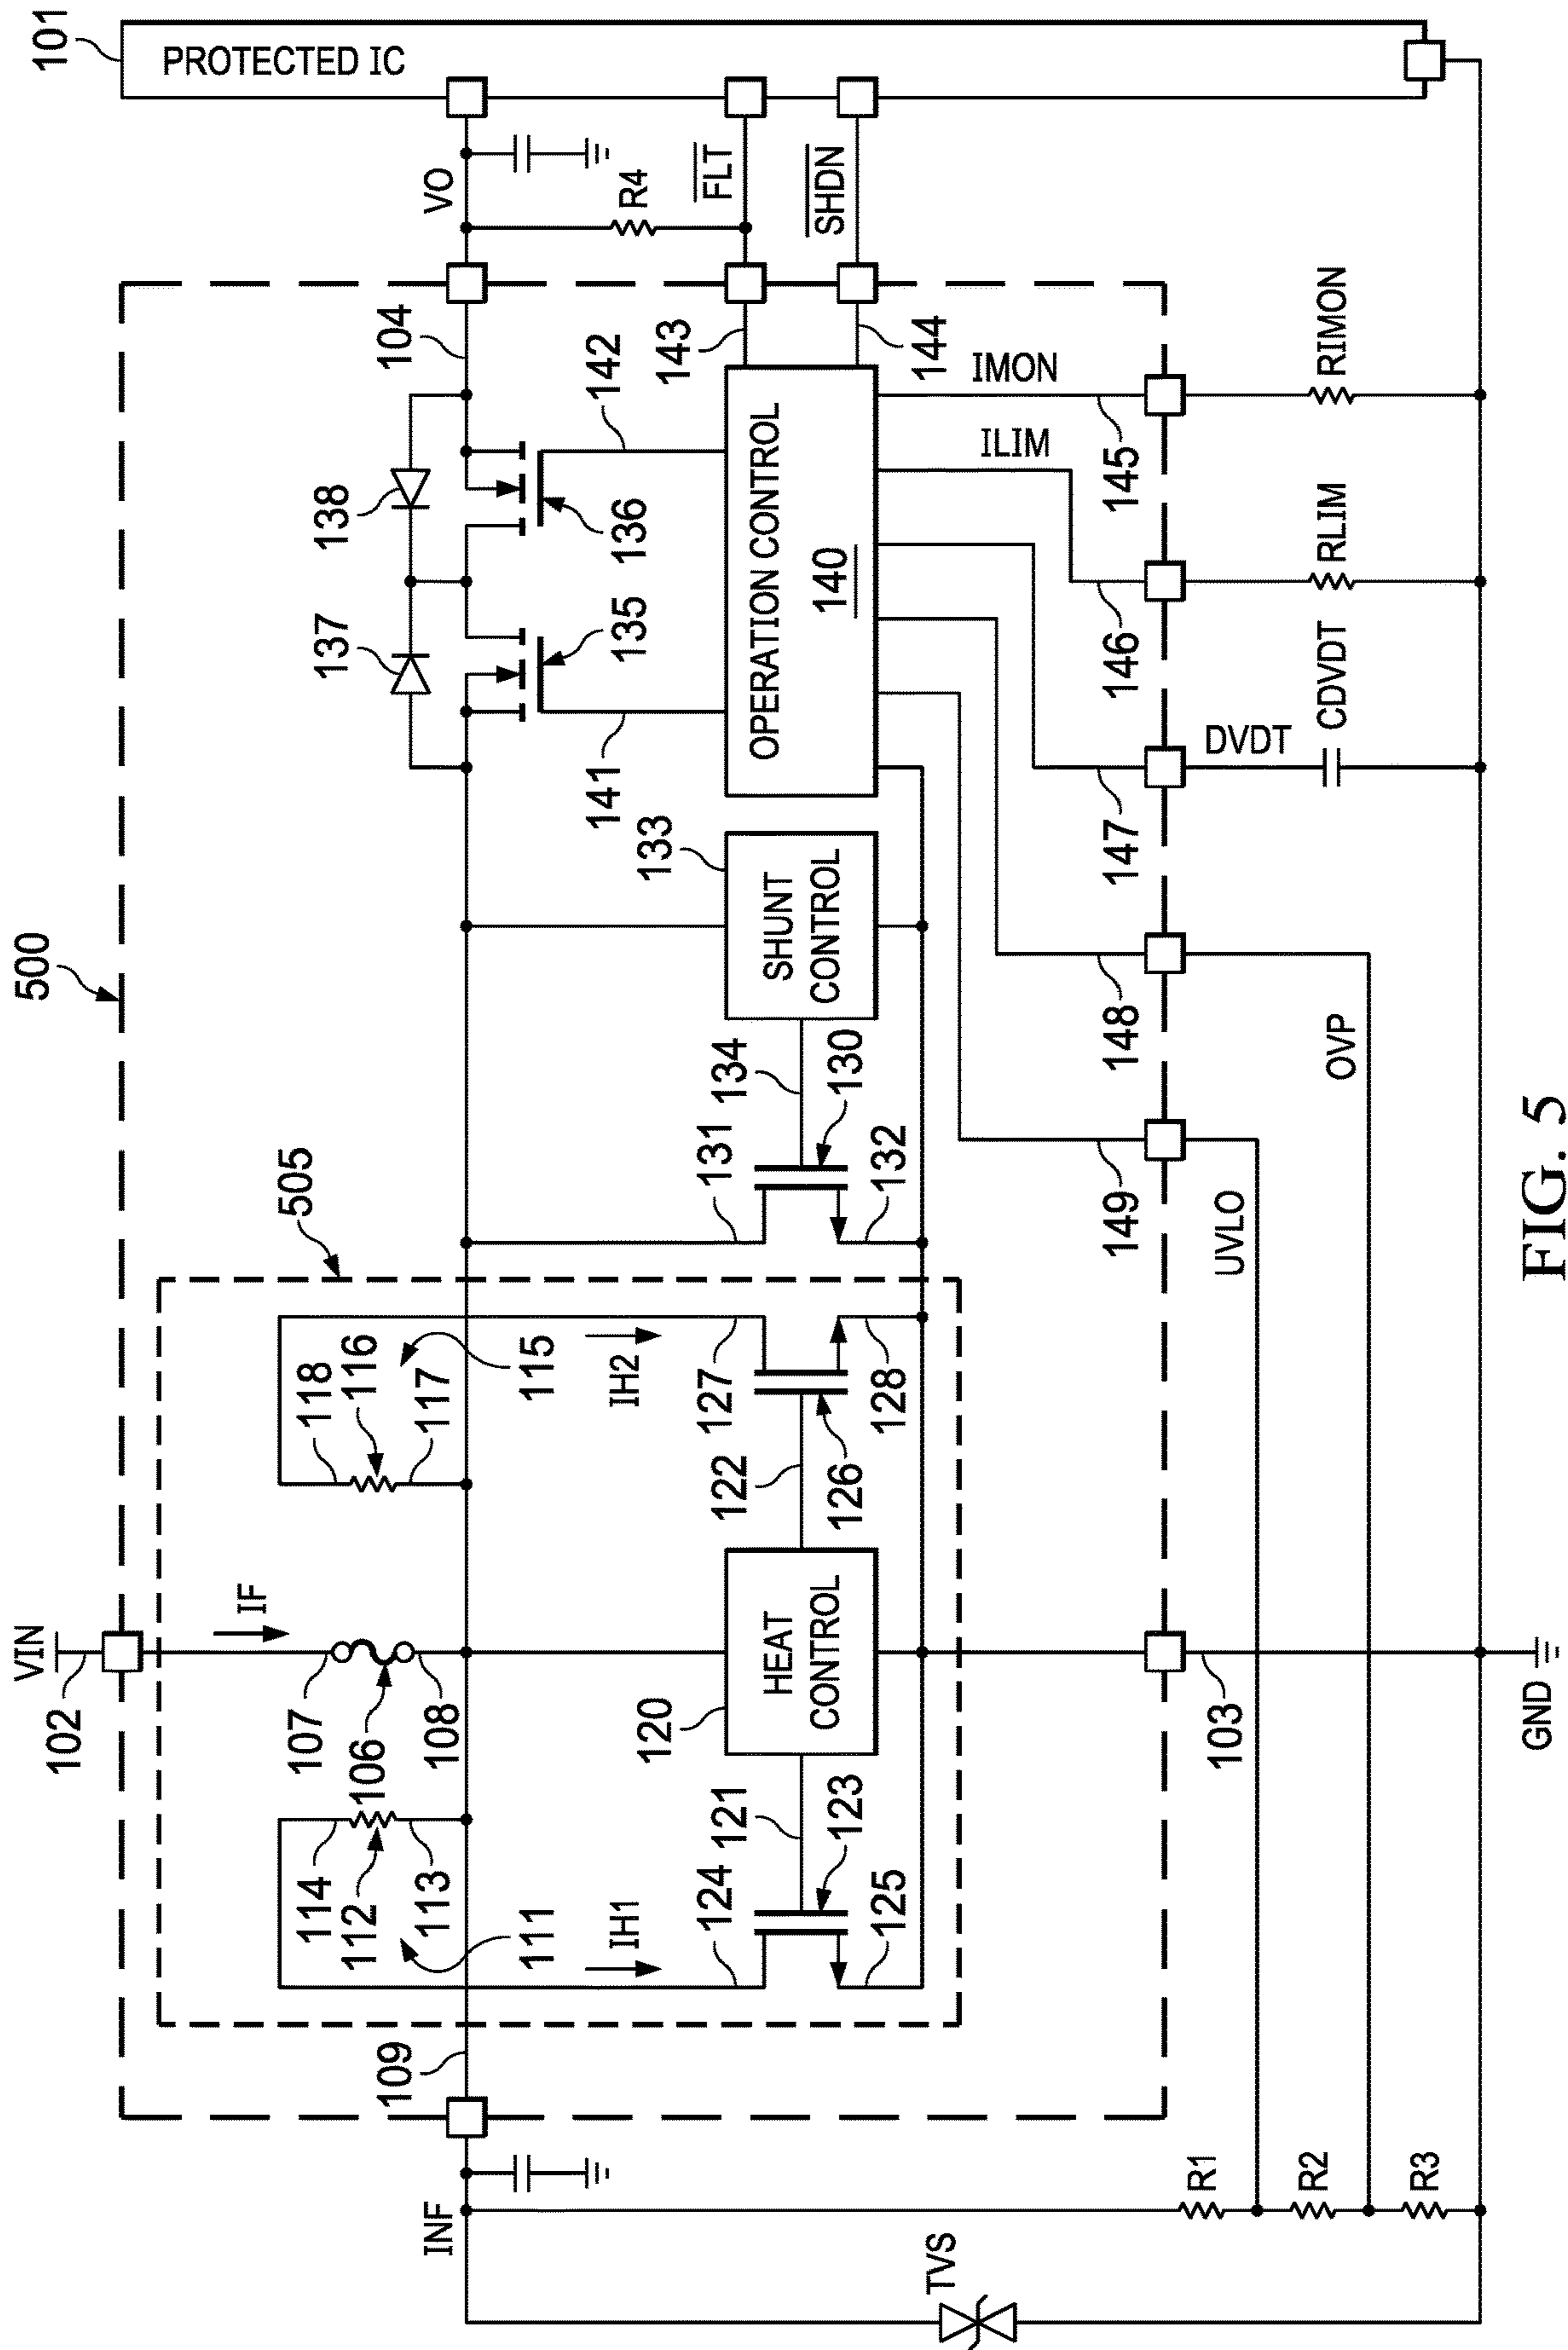 500
505
101
PROTECTED IC
VIN
102
IF
107
106
108
114
112
113
111
IH1
118
116
117
115
IH2
109
INF
137
138
104
VO
R4
FLT
SHDN
135
136
141
142
143
144
131
134
130
132
133
SHUNT
CONTROL
OPERATION CONTROL
140
124
121
123
125
120
HEAT
CONTROL
122
127
126
128
IMON
ILIM
145
146
147
148
149
103
DVDT
CDVDT
RLIM
RIMON
UVLO
OVP
TVS
R1
R2
R3
GND
FIG. 5